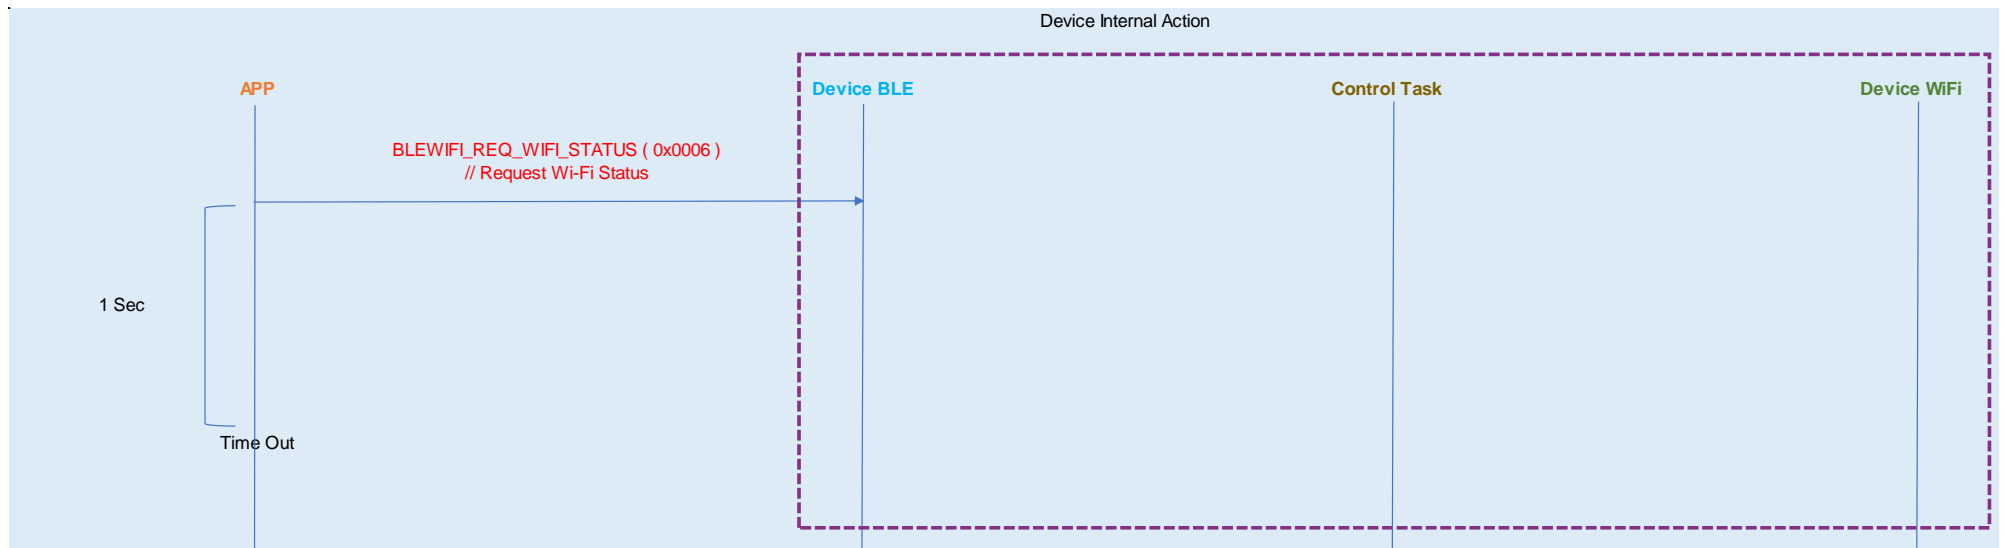 Device Internal Action
APP
Device BLE
Control Task
Device WiFi
BLEWIFI_REQ_WIFI_STATUS ( 0x0006 )
// Request Wi-Fi Status
1 Sec
Time Out